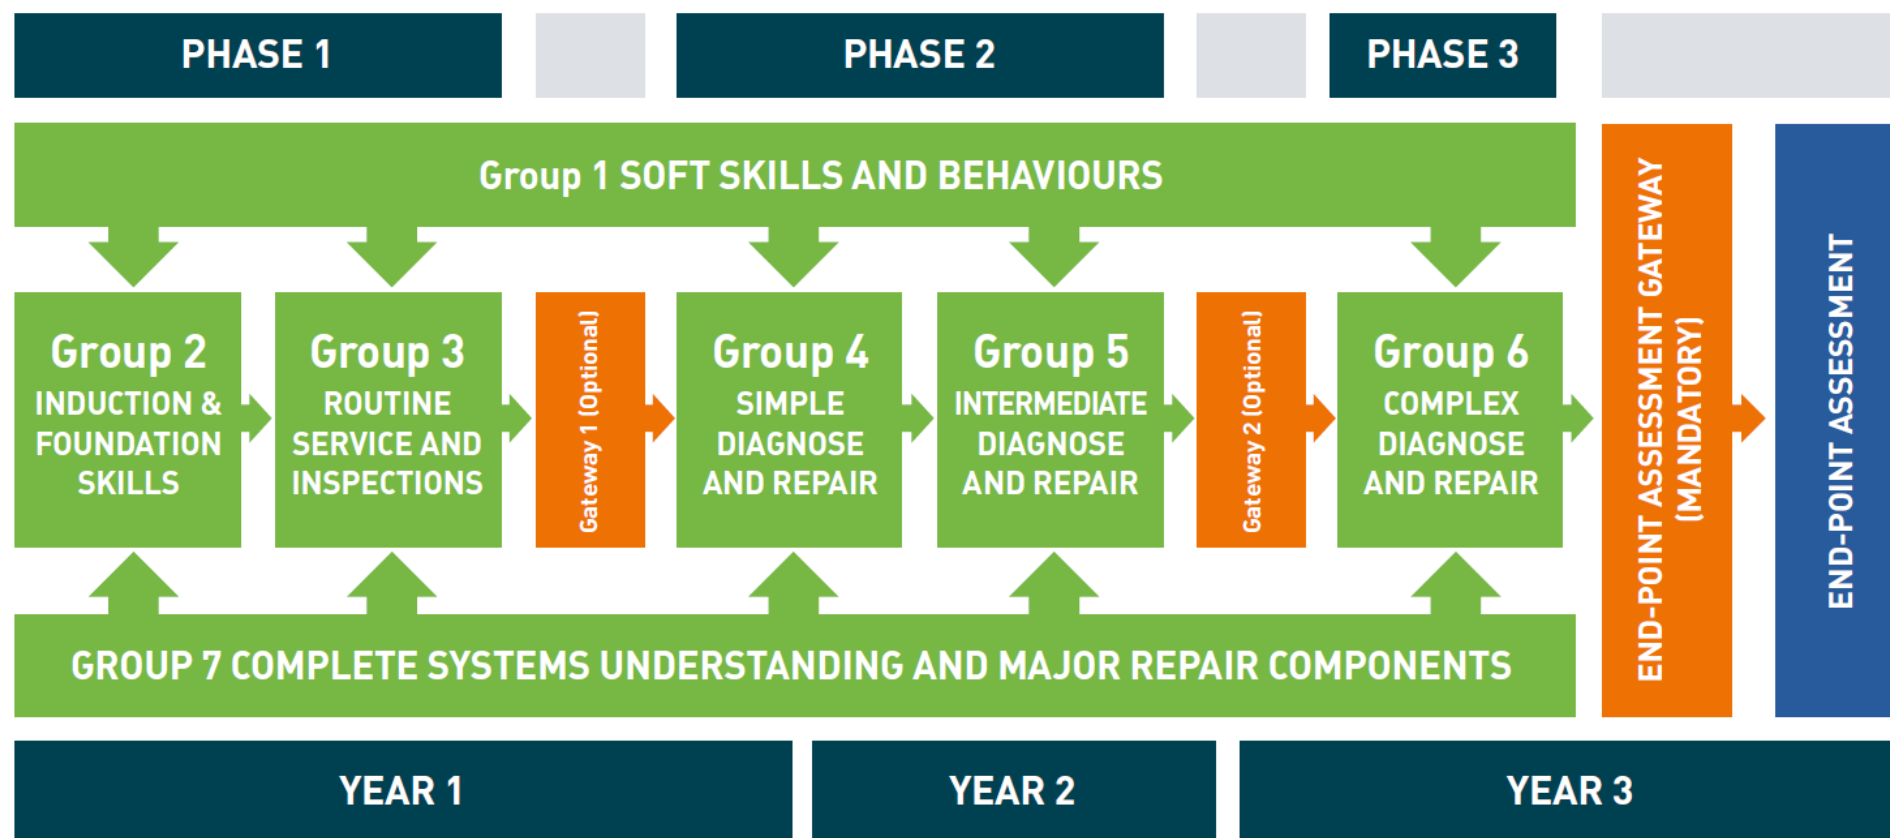 PHASE 1
PHASE 2
PHASE 3
Group 1 SOFT SKILLS AND BEHAVIOURS
Group 2
INDUCTION &
FOUNDATION
SKILLS
Group 3
ROUTINE
SERVICE AND
INSPECTIONS
Gateway 1 (Optional)
Group 4
SIMPLE
DIAGNOSE
AND REPAIR
Group 5
INTERMEDIATE
DIAGNOSE
AND REPAIR
Gateway 2 (Optional)
Group 6
COMPLEX
DIAGNOSE
AND REPAIR
END-POINT ASSESSMENT GATEWAY
(MANDATORY)
END-POINT ASSESSMENT
GROUP 7 COMPLETE SYSTEMS UNDERSTANDING AND MAJOR REPAIR COMPONENTS
YEAR 1
YEAR 2
YEAR 3